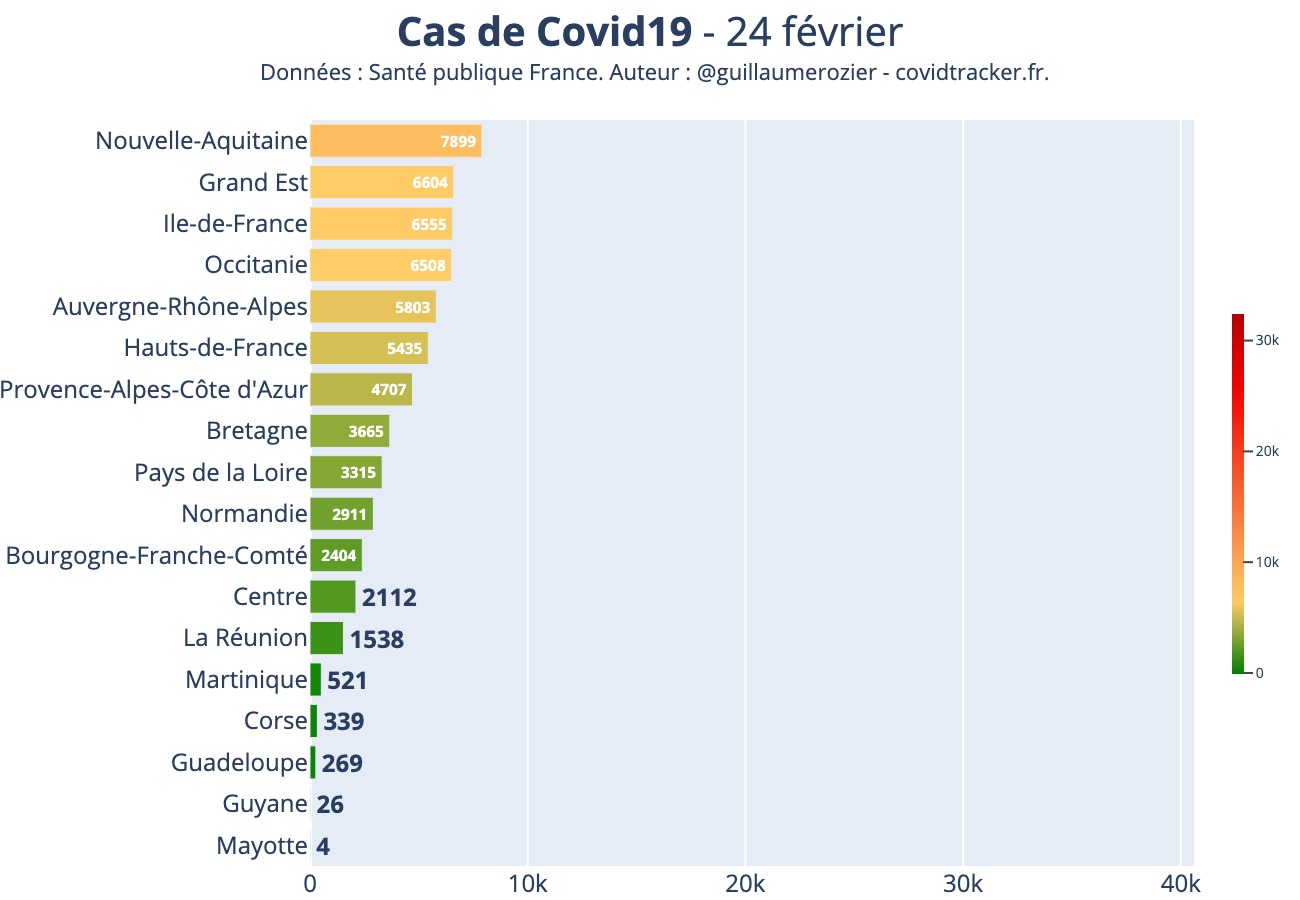 Cas de Covid19 - 24 février
Données : Santé publique France. Auteur : @guillaumerozier - covidtracker.fr.
Nouvelle-Aquitaine 7899
Grand Est 6604
Ile-de-France 6555
Occitanie 6508
Auvergne-Rhône-Alpes 5803
Hauts-de-France 5435
Provence-Alpes-Côte d'Azur 4707
Bretagne 3665
Pays de la Loire 3315
Normandie 2911
Bourgogne-Franche-Comté 2404
Centre 2112
La Réunion 1538
Martinique 521
Corse 339
Guadeloupe 269
Guyane 26
Mayotte 4
0 10k 20k 30k 40k
30k
20k
10k
0